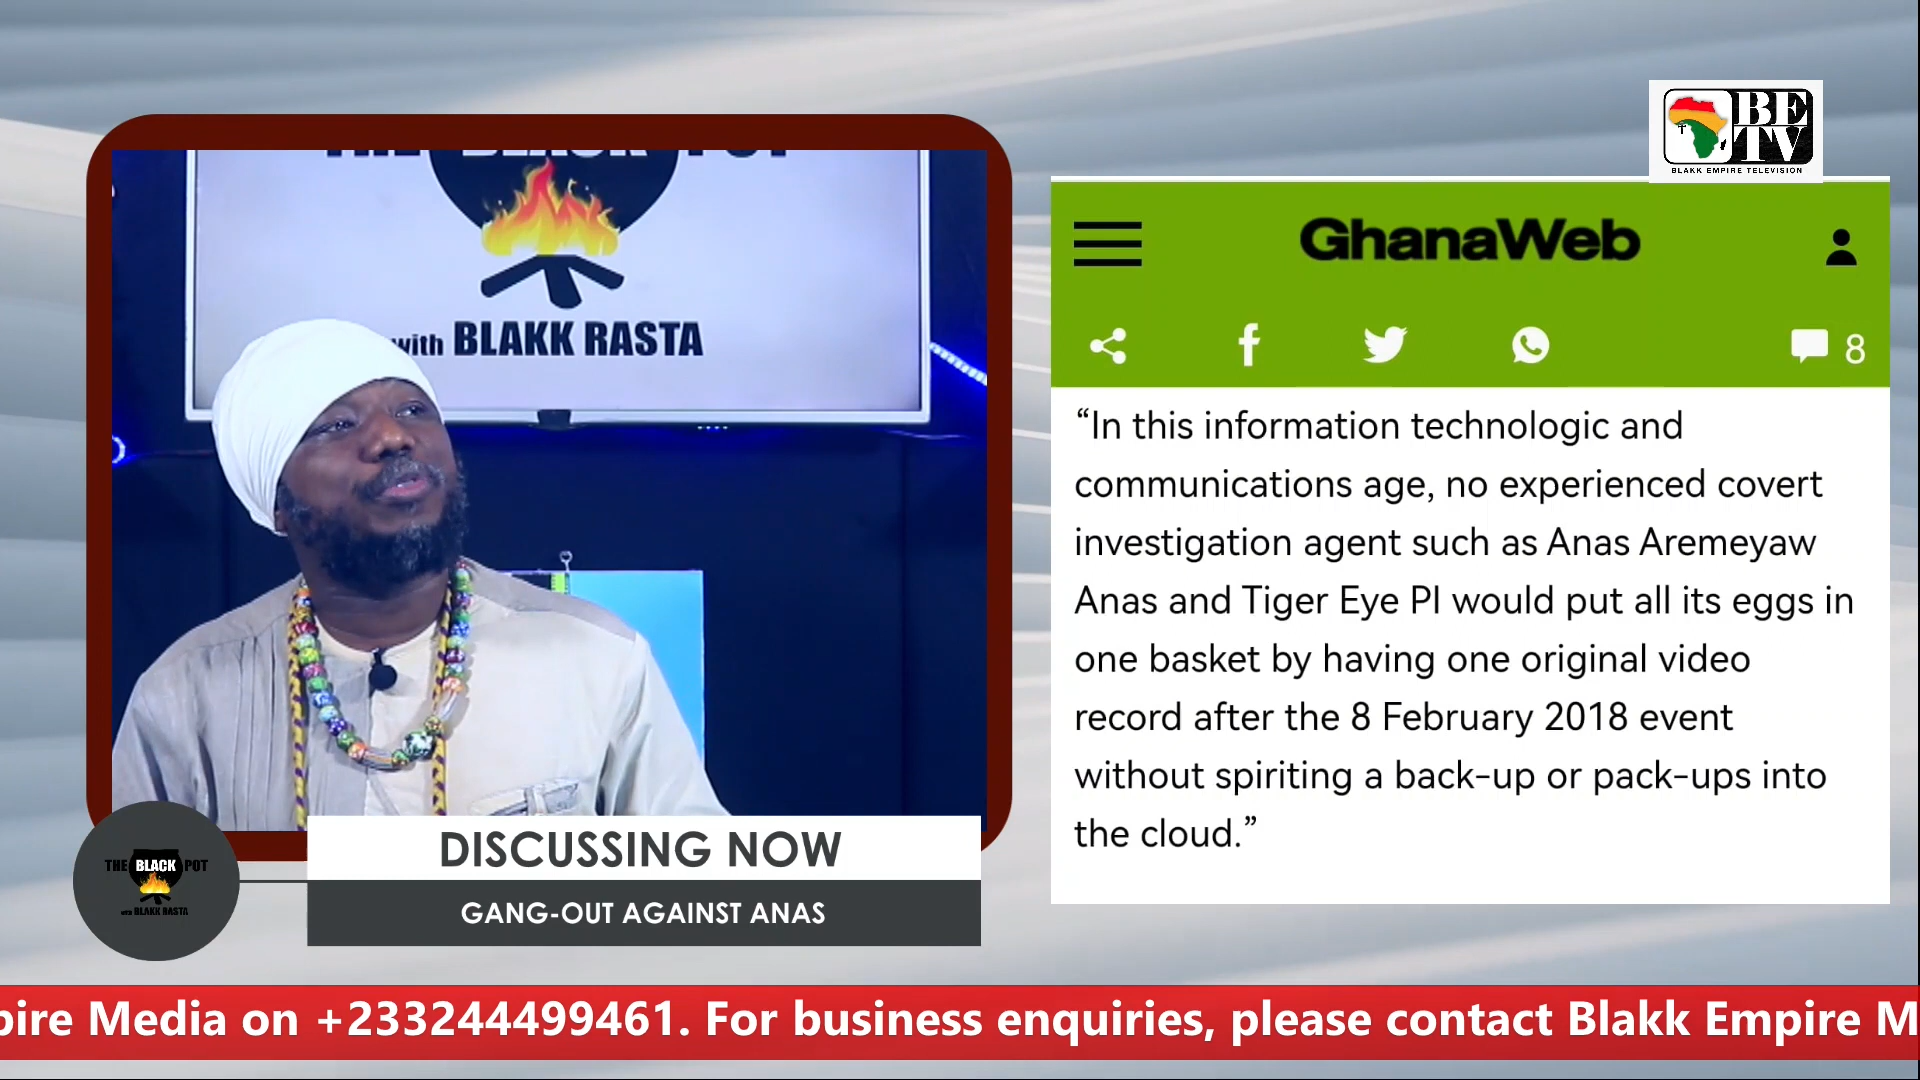 BE
TV
BLAKK EMPIRE TELEVISION
THE BLACK POT
with BLAKK RASTA
GhanaWeb
8
“In this information technologic and
communications age, no experienced covert
investigation agent such as Anas Aremeyaw
Anas and Tiger Eye PI would put all its eggs in
one basket by having one original video
record after the 8 February 2018 event
without spiriting a back-up or pack-ups into
the cloud.”
DISCUSSING NOW
GANG-OUT AGAINST ANAS
THE BLACK POT
with BLAKK RASTA
pire Media on +233244499461. For business enquiries, please contact Blakk Empire M